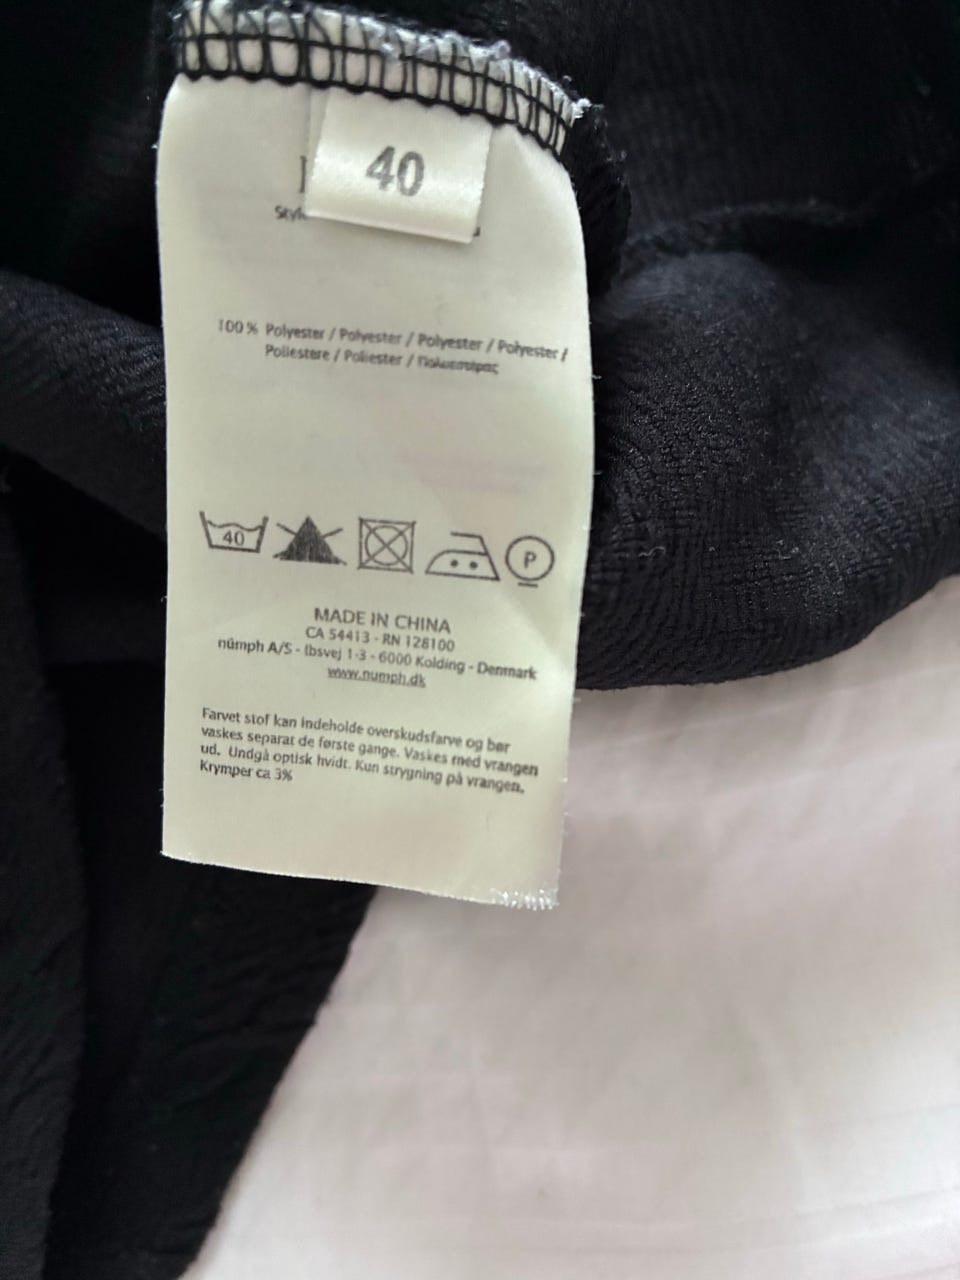 40
100 % Polyester / Polyester / Polyester / Polyester /
Poliestere / Poliester / Πολυεστέρας
40
P
MADE IN CHINA
CA 54413 - RN 128100
nümph A/S - Ibsvej 1-3 - 6000 Kolding - Denmark
www.numph.dk
Farvet stof kan indeholde overskudsfarve og bør
vaskes separat de første gange. Vaskes med vrangen
ud. Undgå optisk hvidt. Kun strygning på vrangen.
Krymper ca 3%